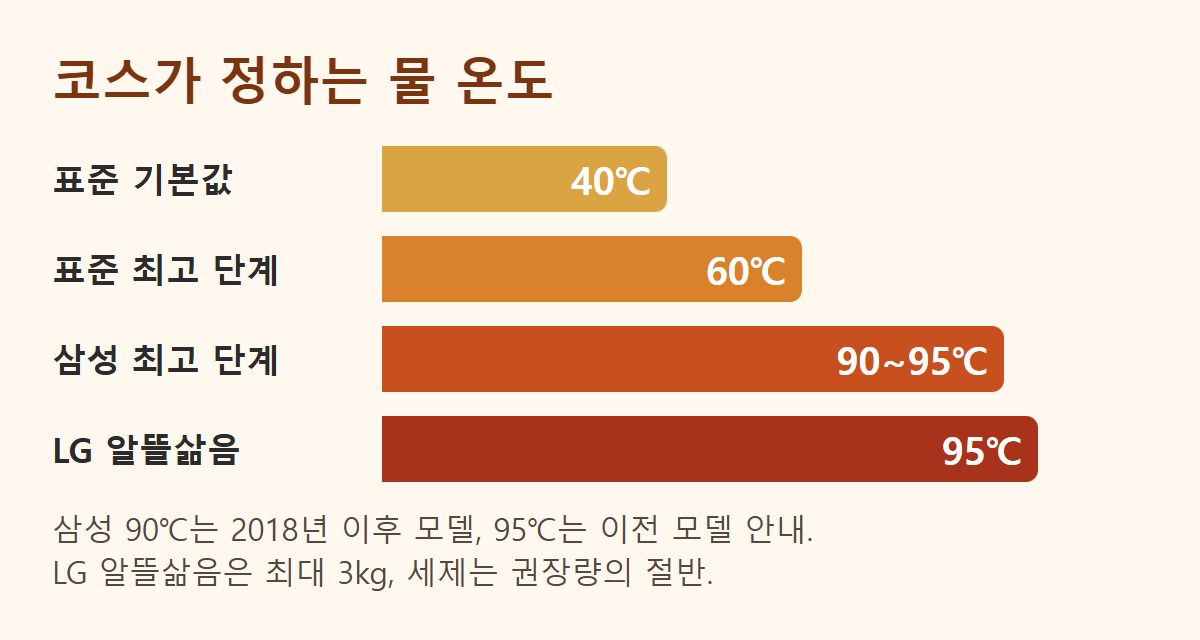 코스가 정하는 물 온도
표준 기본값 40℃
표준 최고 단계 60℃
삼성 최고 단계 90~95℃
LG 알뜰삶음 95℃
삼성 90℃는 2018년 이후 모델, 95℃는 이전 모델 안내.
LG 알뜰삶음은 최대 3kg, 세제는 권장량의 절반.